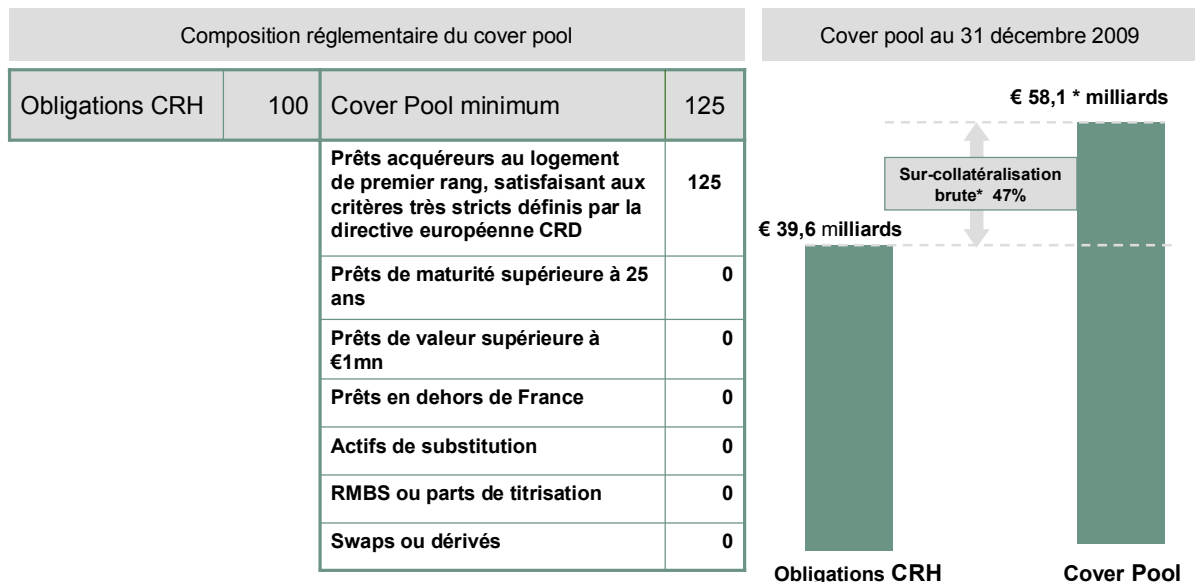 Composition réglementaire du cover pool
Obligations CRH 100 Cover Pool minimum 125
Prêts acquéreurs au logement
de premier rang, satisfaisant aux
critères très stricts définis par la
directive européenne CRD
125
Prêts de maturité supérieure à 25
ans
0
Prêts de valeur supérieure à
€1mn
0
Prêts en dehors de France 0
Actifs de substitution 0
RMBS ou parts de titrisation 0
Swaps ou dérivés 0
Cover pool au 31 décembre 2009
€ 58,1 * milliards
Sur-collatéralisation
brute* 47%
€ 39,6 milliards
Obligations CRH Cover Pool